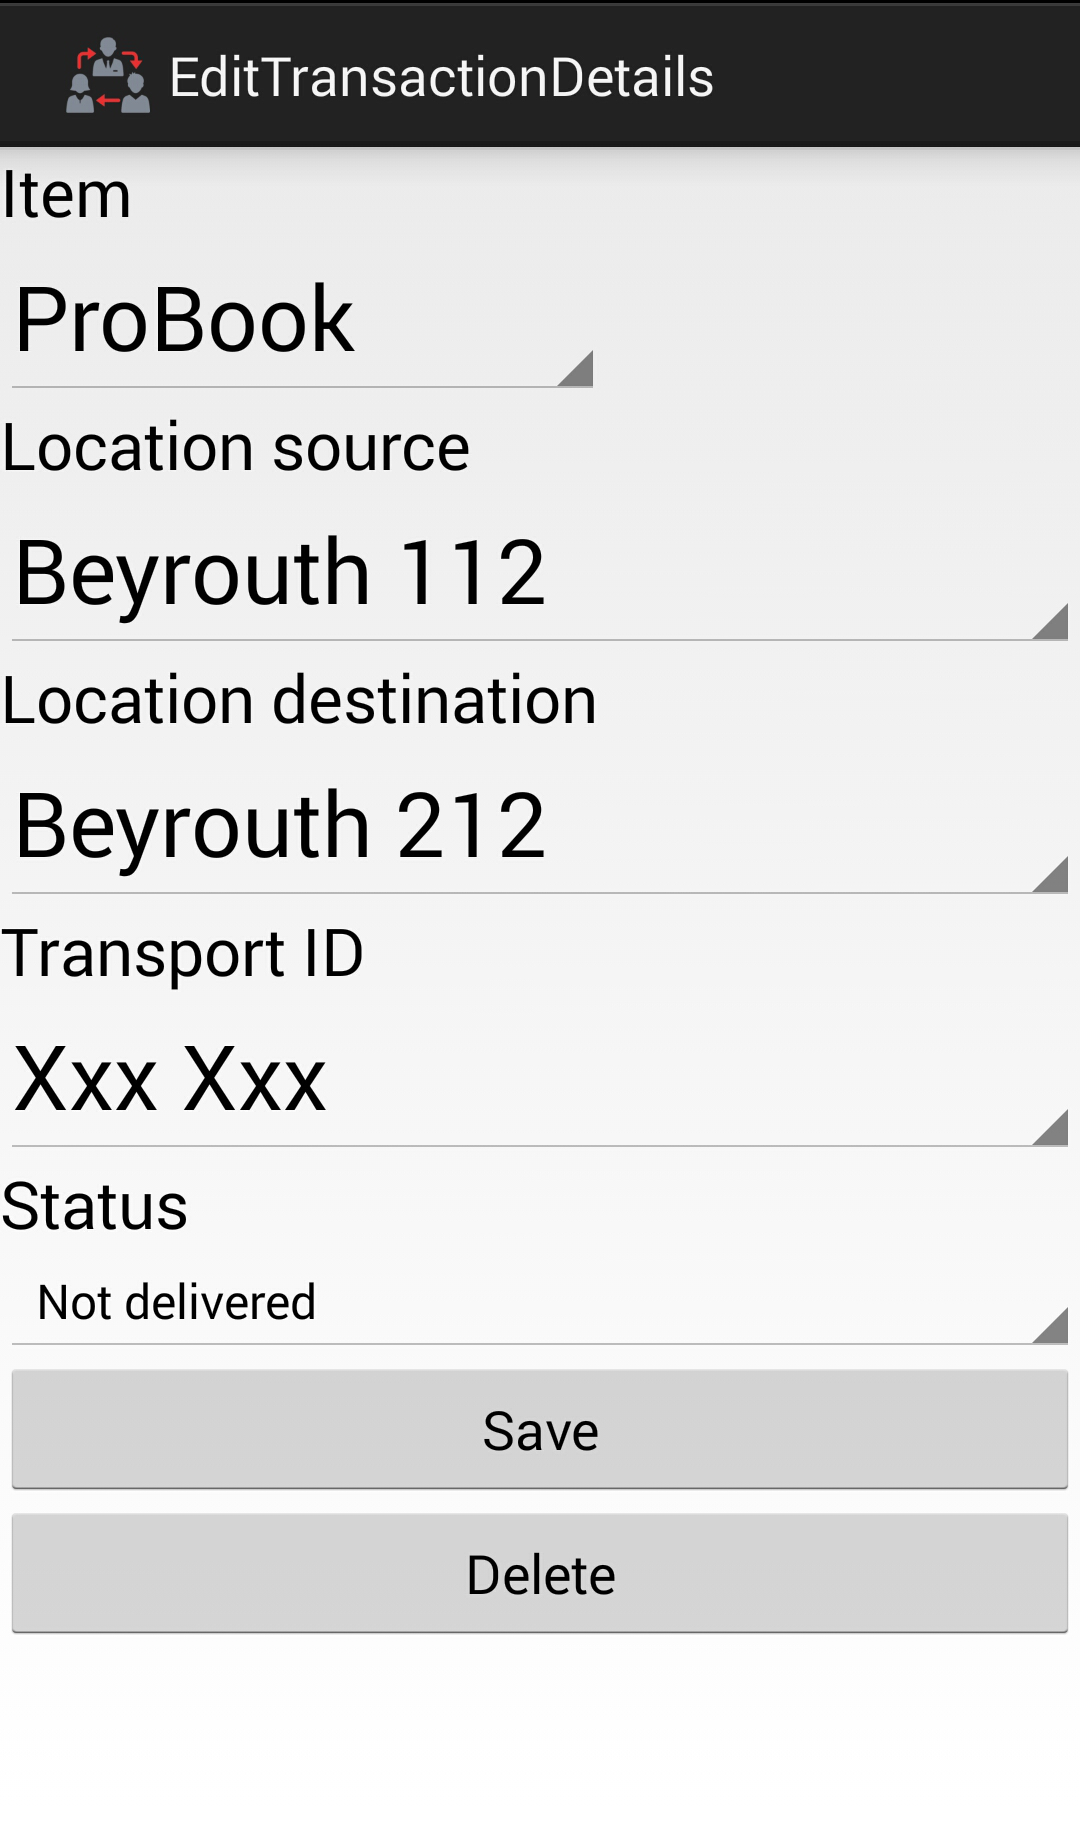 EditTransactionDetails
Item
ProBook
Location source
Beyrouth 112
Location destination
Beyrouth 212
Transport ID
Xxx Xxx
Status
Not delivered
Save
Delete